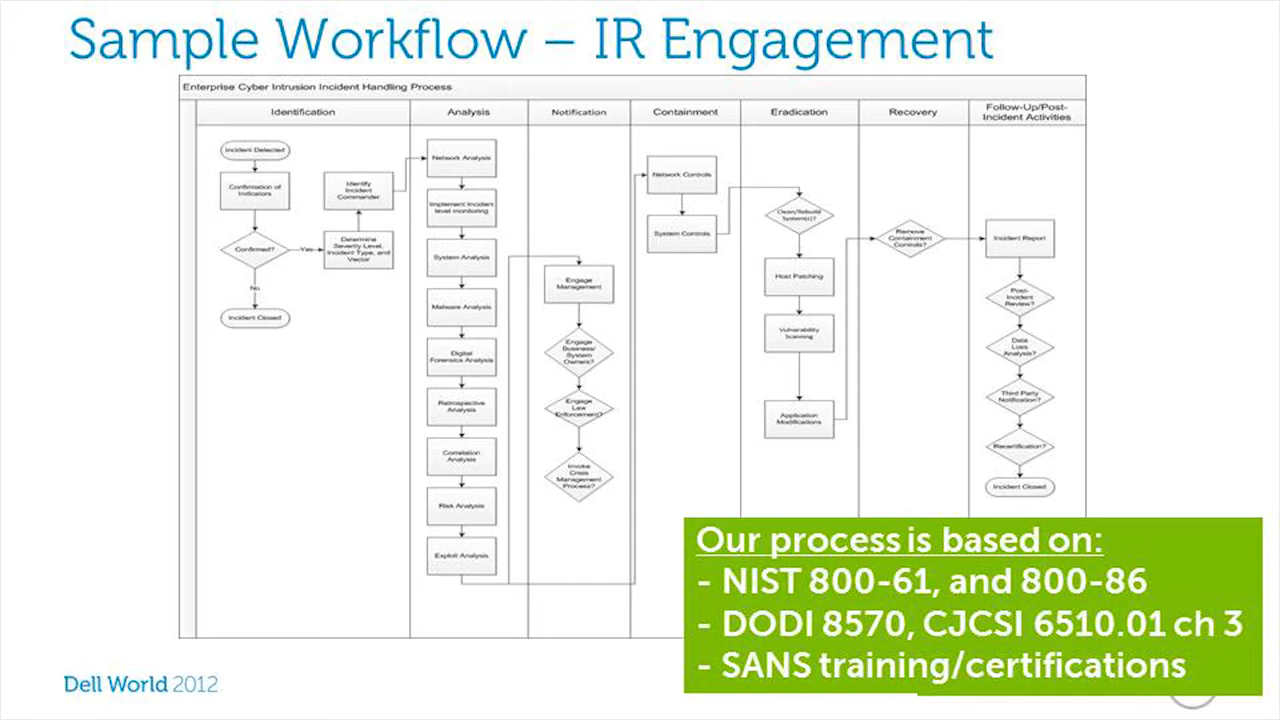 Sample Workflow – IR Engagement
Enterprise Cyber Intrusion Incident Handling Process
Identification
Analysis
Notification
Containment
Eradication
Recovery
Follow-Up/Post-
Incident Activities
Incident Detected
Confirmation of
Indicators
Confirmed?
Yes
No
Incident Closed
Identify
Incident
Commander
Determine
Severity Level,
Incident Type, and
Vector
Network Analysis
Implement Incident
level monitoring
System Analysis
Malware Analysis
Digital
Forensics Analysis
Retrospective
Analysis
Correlation
Analysis
Risk Analysis
Exploit Analysis
Engage
Management
Engage
Business/
System
Owner?
Engage
Law
Enforcement?
Invoke
Crisis
Management
Process?
Network Controls
System Controls
Clean/Rebuild
System(s)?
Host Patching
Vulnerability
Scanning
Application
Modifications
Remove
Containment
Controls?
Incident Report
Post-
Incident
Review?
Data
Loss
Analysis?
Third Party
Notification?
Recertification?
Incident Closed
Our process is based on:
- NIST 800-61, and 800-86
- DODI 8570, CJCSI 6510.01 ch 3
- SANS training/certifications
Dell World 2012